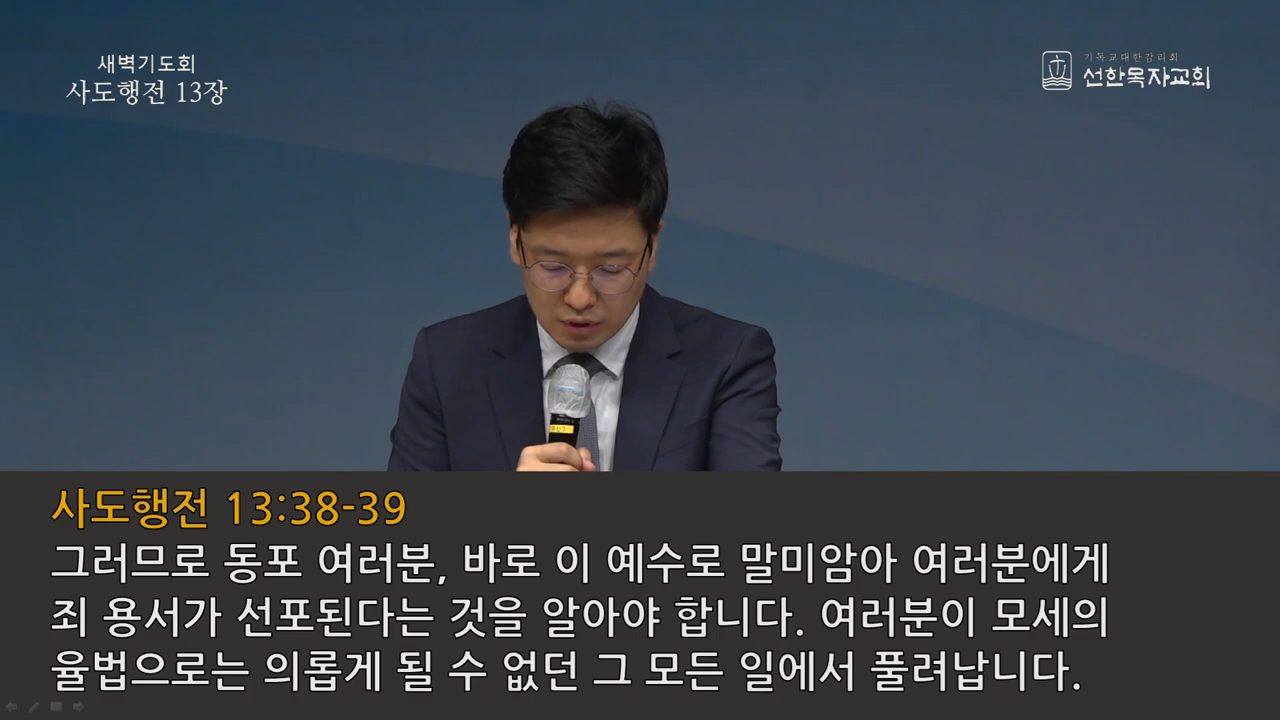 새벽기도회
사도행전 13장
기독교대한감리회
선한목자교회
사도행전 13:38-39
그러므로 동포 여러분, 바로 이 예수로 말미암아 여러분에게
죄 용서가 선포된다는 것을 알아야 합니다. 여러분이 모세의
율법으로는 의롭게 될 수 없던 그 모든 일에서 풀려납니다.